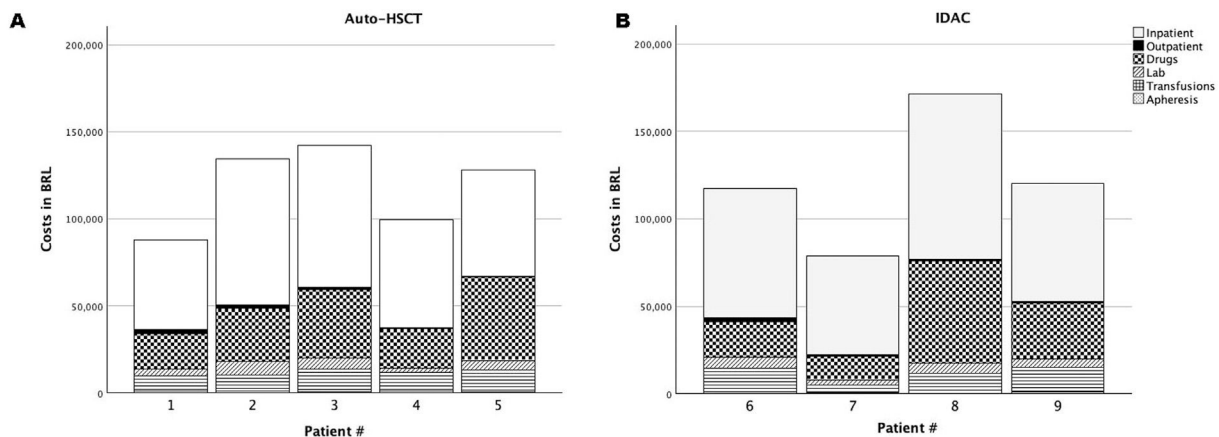 A
Auto-HSCT
Costs in BRL
200,000
150,000
100,000
50,000
0
1 2 3 4 5
Patient #
B
IDAC
Costs in BRL
200,000
150,000
100,000
50,000
0
6 7 8 9
Patient #
Inpatient
Outpatient
Drugs
Lab
Transfusions
Apheresis